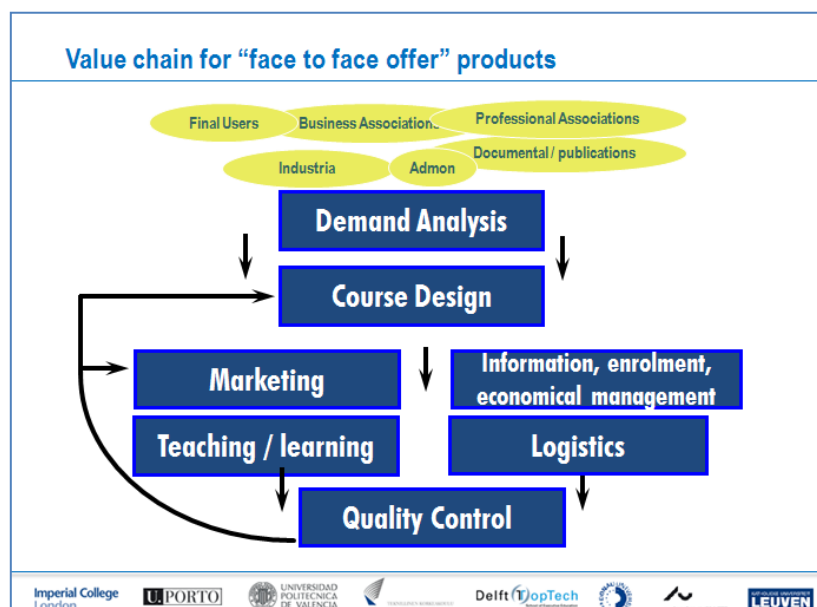 Value chain for “face to face offer” products
Final Users
Business Associations
Professional Associations
Documental / publications
Industria
Admon
Demand Analysis
Course Design
Marketing
Information, enrolment,
economical management
Teaching / learning
Logistics
Quality Control
Imperial College
London
U. PORTO
UNIVERSIDAD
POLITECNICA
DE VALENCIA
Delft TopTech
LEUVEN